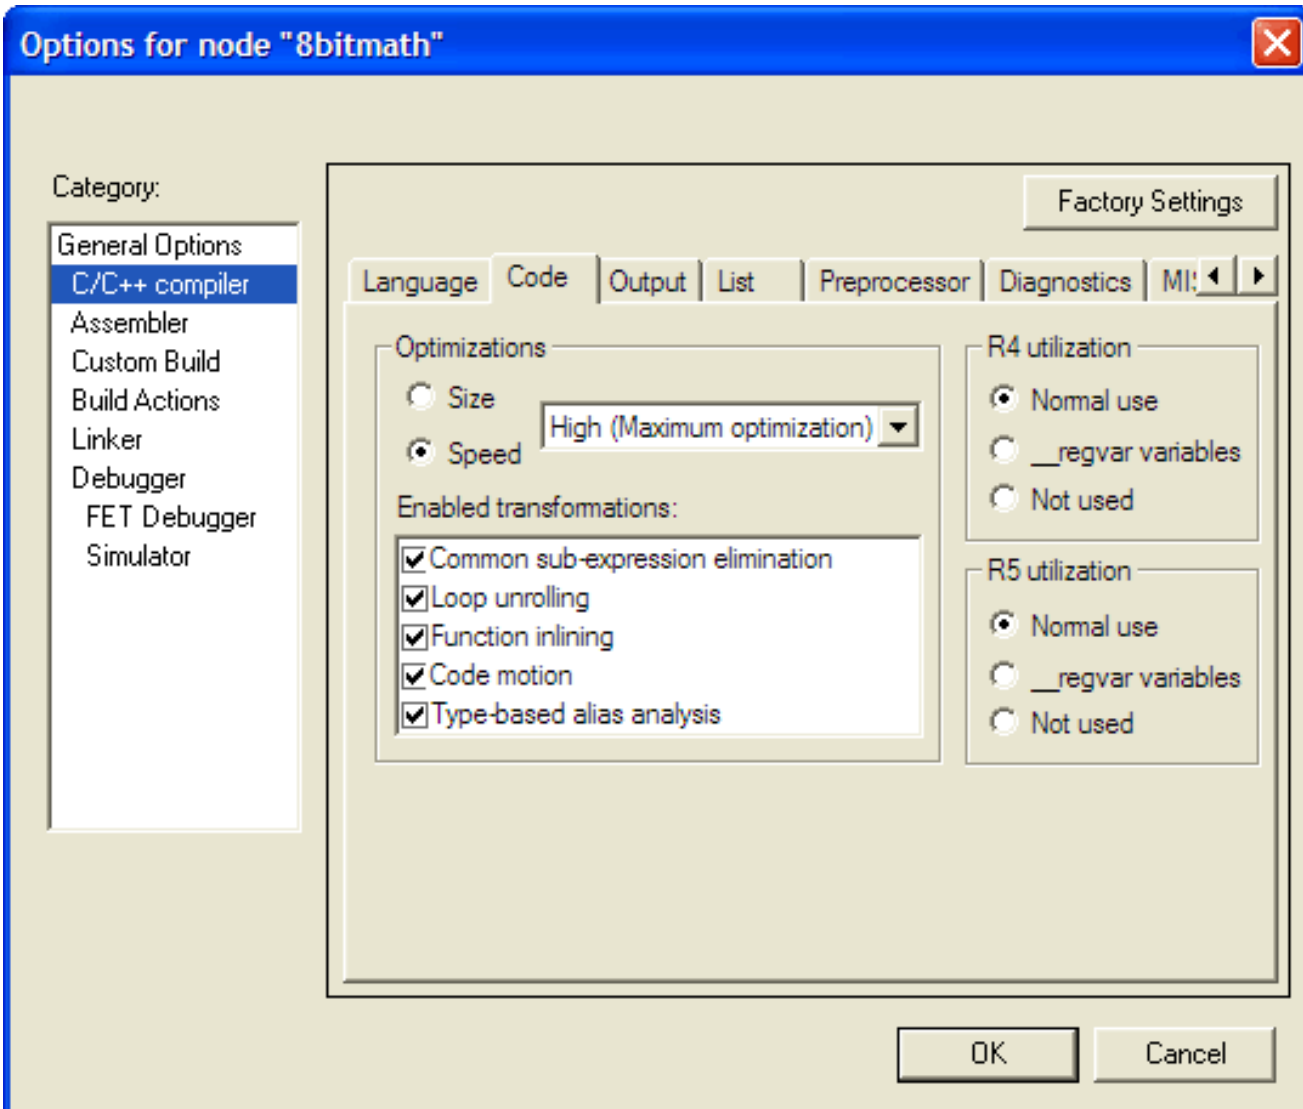 Options for node "8bitmath"
Category:
General Options
C/C++ compiler
Assembler
Custom Build
Build Actions
Linker
Debugger
FET Debugger
Simulator
Factory Settings
Language Code Output List Preprocessor Diagnostics
Optimizations
Size
Speed
High (Maximum optimization)
Enabled transformations:
Common sub-expression elimination
Loop unrolling
Function inlining
Code motion
Type-based alias analysis
R4 utilization
Normal use
__regvar variables
Not used
R5 utilization
Normal use
__regvar variables
Not used
OK Cancel